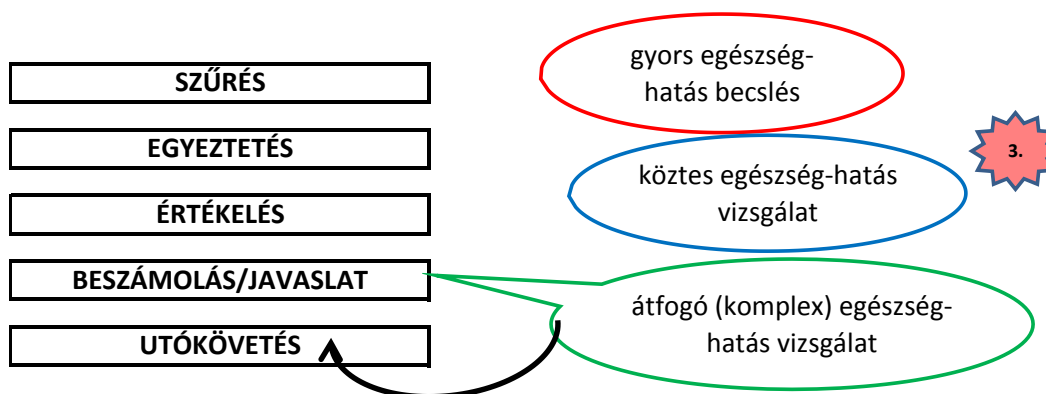 SZŰRÉS
EGYEZTETÉS
ÉRTÉKELÉS
BESZÁMOLÁS/JAVASLAT
UTÓKÖVETÉS
gyors egészség-
hatás becslés
köztes egészség-hatás
vizsgálat
3.
átfogó (komplex) egészség-
hatás vizsgálat